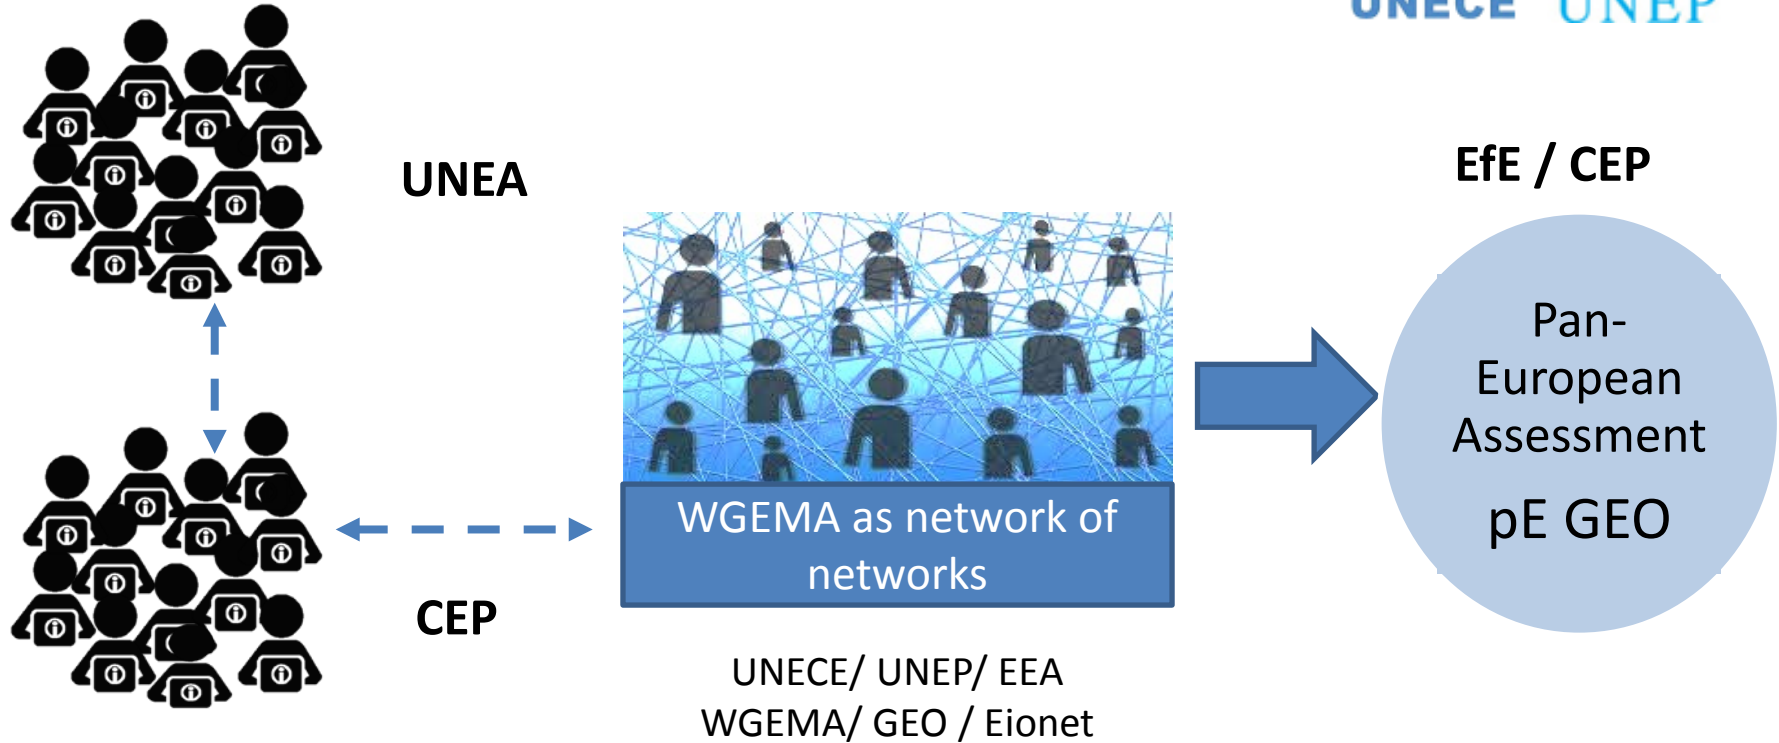 UNECE UNEP
UNEA
EfE / CEP
Pan-
European
Assessment
pE GEO
WGEMA as network of
networks
CEP
UNECE/ UNEP/ EEA
WGEMA/ GEO / Eionet